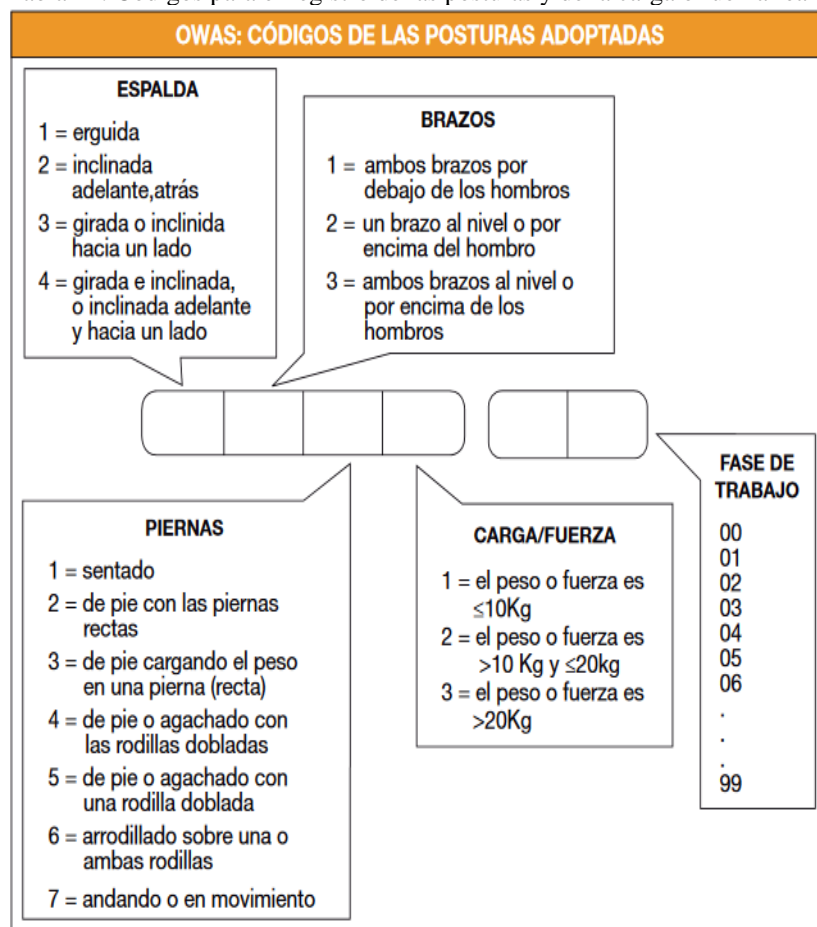 OWAS: CÓDIGOS DE LAS POSTURAS ADOPTADAS
ESPALDA
1 = erguida
2 = inclinada
adelante,atrás
3 = girada o inclinida
hacia un lado
4 = girada e inclinada,
o inclinada adelante
y hacia un lado
BRAZOS
1 = ambos brazos por
debajo de los hombros
2 = un brazo al nivel o por
encima del hombro
3 = ambos brazos al nivel o
por encima de los
hombros
PIERNAS
1 = sentado
2 = de pie con las piernas
rectas
3 = de pie cargando el peso
en una pierna (recta)
4 = de pie o agachado con
las rodillas dobladas
5 = de pie o agachado con
una rodilla doblada
6 = arrodillado sobre una o
ambas rodillas
7 = andando o en movimiento
CARGA/FUERZA
1 = el peso o fuerza es
≤10Kg
2 = el peso o fuerza es
>10 Kg y ≤20kg
3 = el peso o fuerza es
>20Kg
FASE DE
TRABAJO
00
01
02
03
04
05
06
.
.
.
99